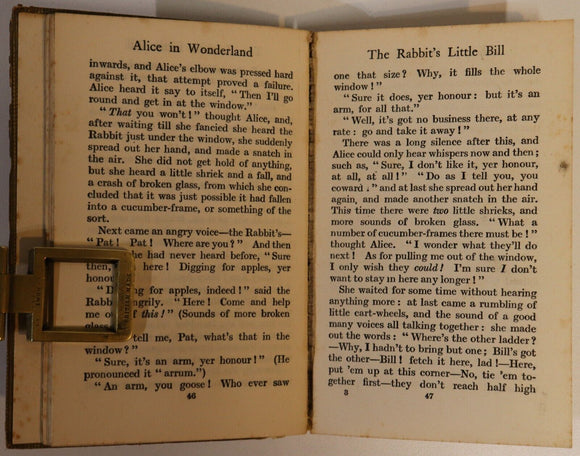 Alice in Wonderland
inwards, and Alice's elbow was pressed hard
against it, that attempt proved a failure.
Alice heard it say to itself, "Then I'll go
round and get in at the window."
"That you won't!" thought Alice, and,
after waiting till she fancied she heard the
Rabbit just under the window, she suddenly
spread out her hand, and made a snatch in
the air. She did not get hold of anything,
but she heard a little shriek and a fall, and
a crash of broken glass, from which she con-
cluded that it was just possible it had fallen
into a cucumber-frame, or something of the
sort.
Next came an angry voice—the Rabbit's—
"Pat! Pat! Where are you?" And then
she had never heard before, "Sure
then, here! Digging for apples, yer
hono
"D ng for apples, indeed!" said the
Rabb ngrily. "Here! Come and help
me ou f this!" (Sounds of more broken
glass
tell me, Pat, what's that in the
window?"
"Sure, it's an arm, yer honour!" (He
pronounced it "arrum.")
"An arm, you goose! Who ever saw
46
The Rabbit's Little Bill
one that size? Why, it fills the whole
window!"
"Sure it does, yer honour: but it's an
arm, for all that."
"Well, it's got no business there, at any
rate: go and take it away!"
There was a long silence after this, and
Alice could only hear whispers now and then;
such as, "Sure, I don't like it, yer honour,
at all, at all!" "Do as I tell you, you
coward!" and at last she spread out her hand
again, and made another snatch in the air.
This time there were two little shrieks, and
more sounds of broken glass. "What a
number of cucumber-frames there must be!"
thought Alice. "I wonder what they'll do
next! As for pulling me out of the window,
I only wish they could! I'm sure I don't
want to stay in here any longer!"
She waited for some time without hearing
anything more: at last came a rumbling of
little cart-wheels, and the sound of a good
many voices all talking together: she made
out the words: "Where's the other ladder?
—Why, I hadn't to bring but one; Bill's got
the other—Bill! fetch it here, lad!—Here,
put 'em up at this corner—No, tie 'em to-
gether first—they don't reach half high
3 47